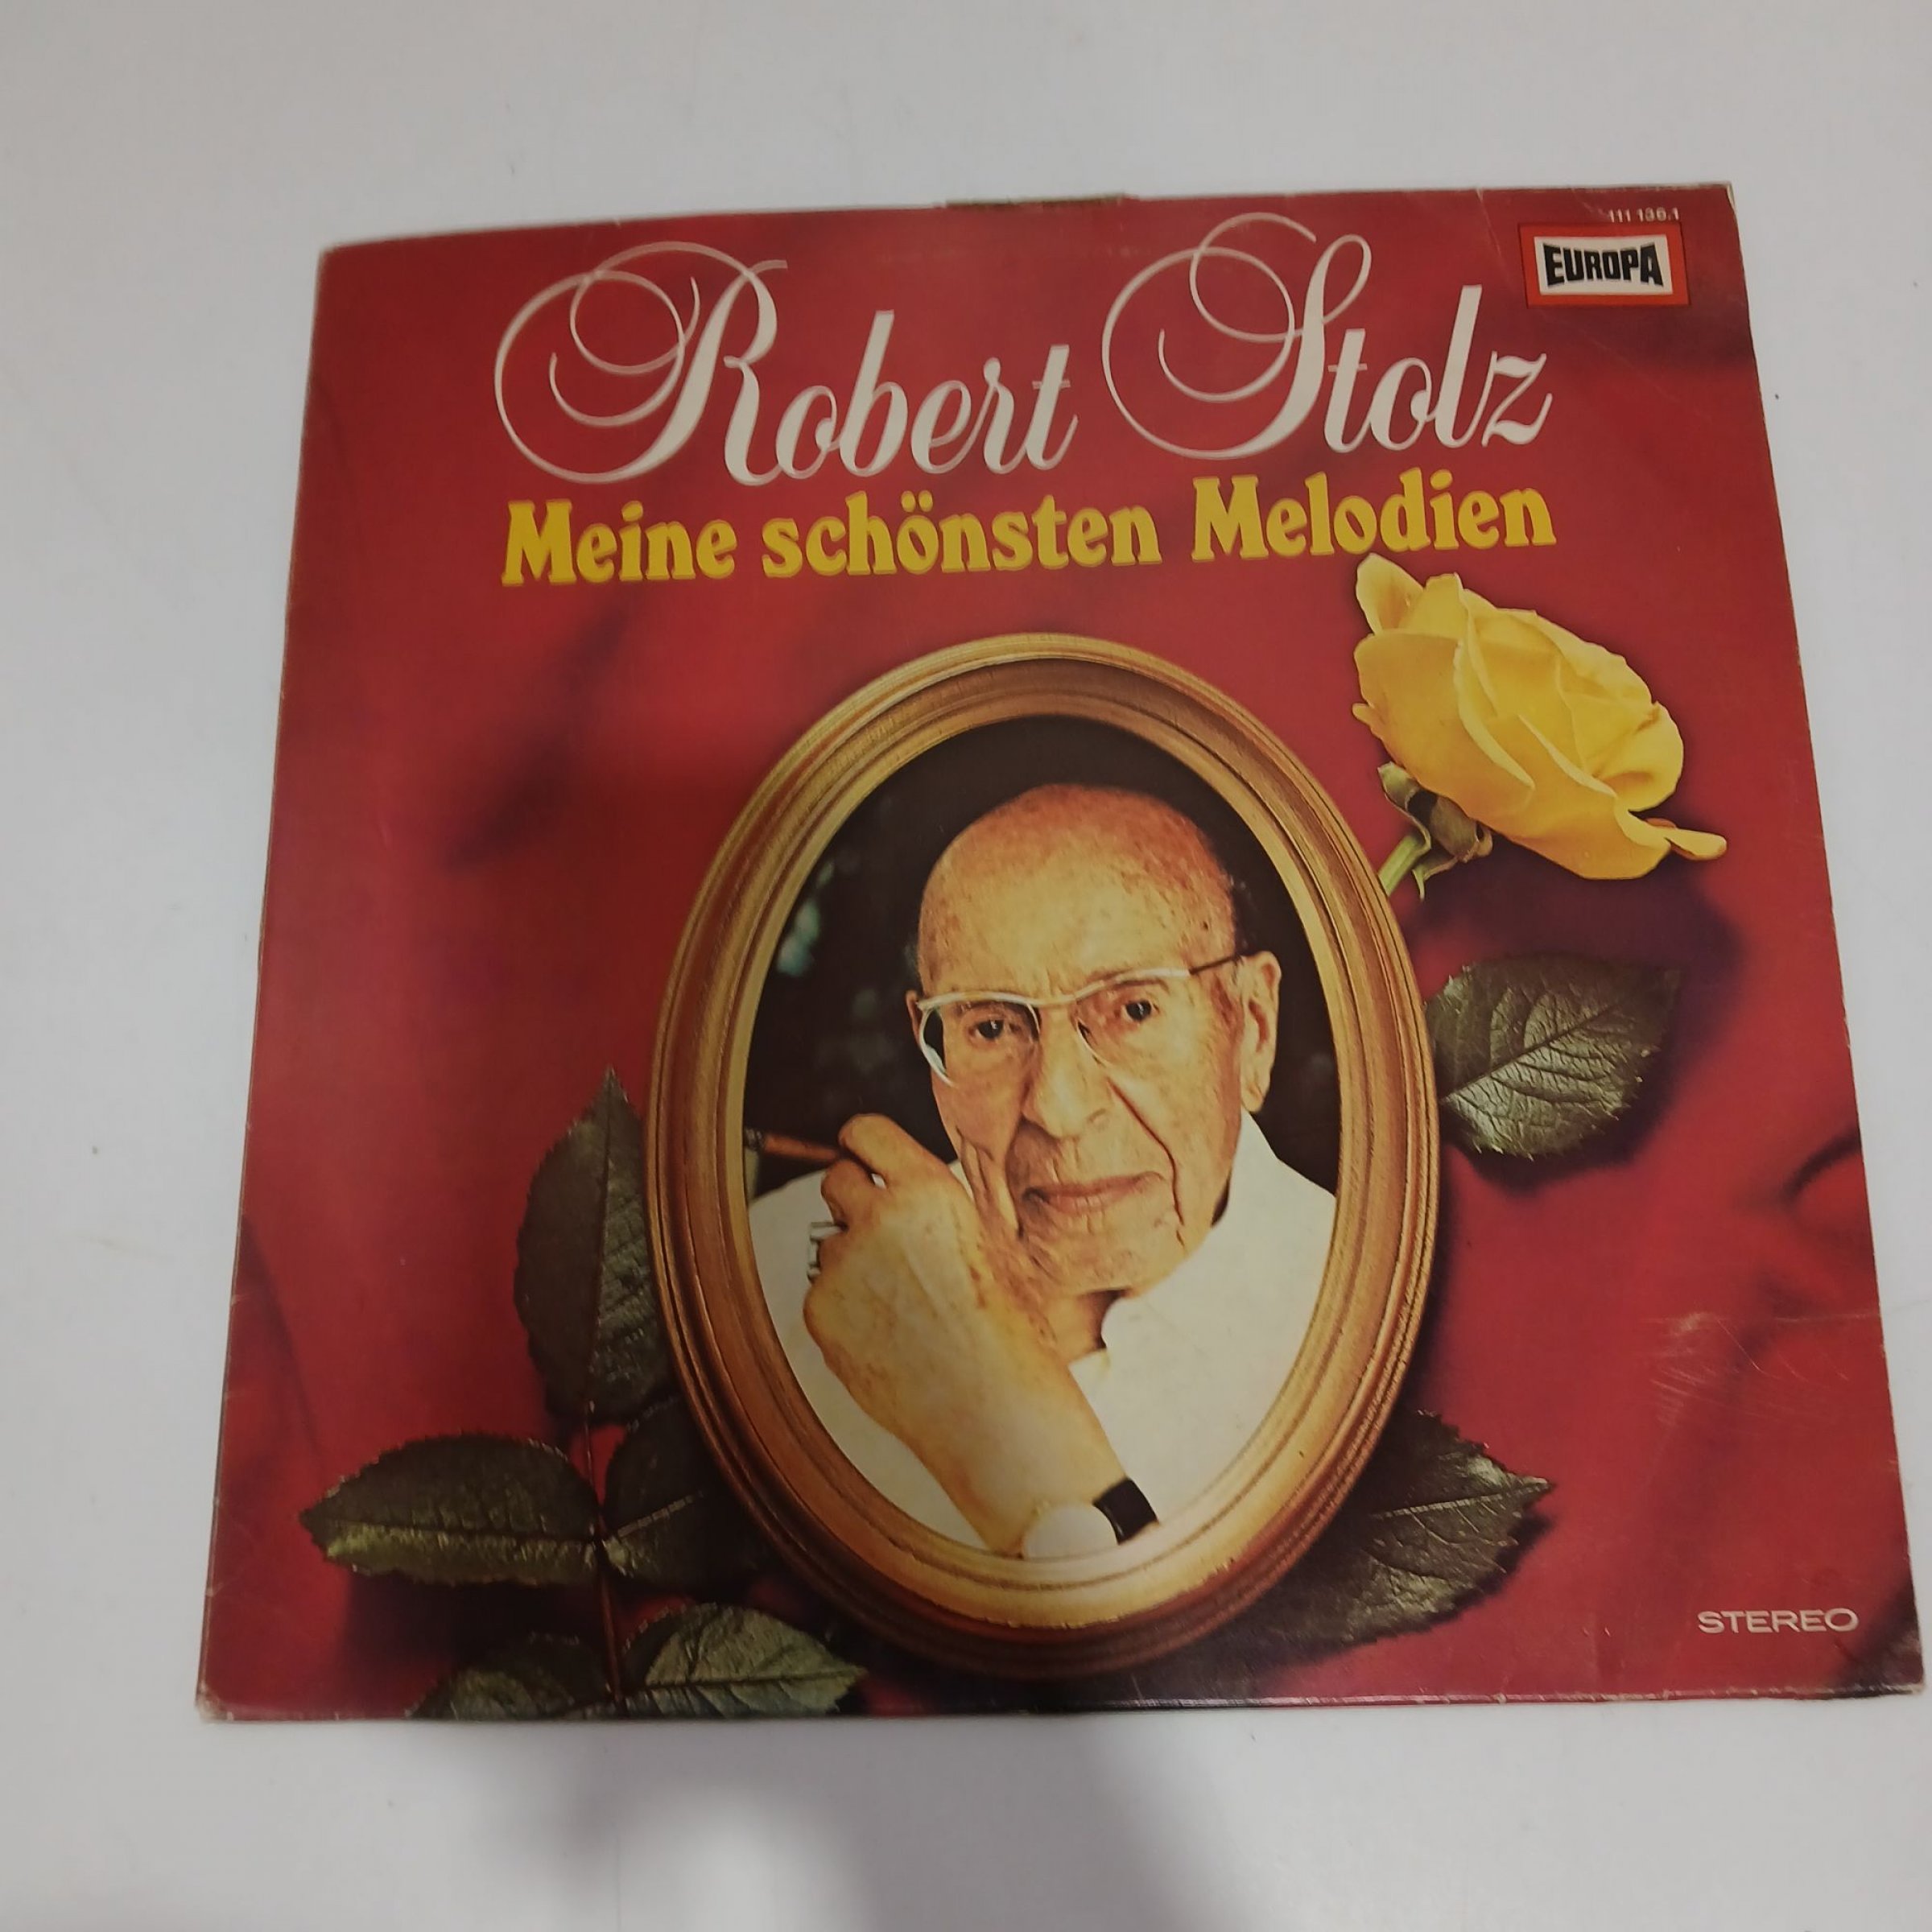 111 136.1
EUROPA
Robert Stolz
Meine schönsten Melodien
STEREO